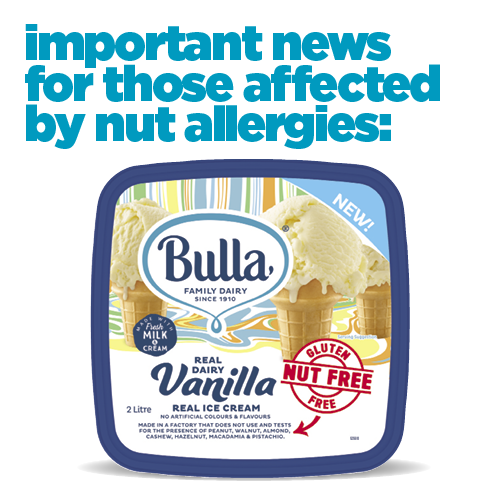 important news
for those affected
by nut allergies:
NEW!
Bulla®
FAMILY DAIRY
SINCE 1910
MADE WITH
Fresh
MILK
&
CREAM
Serving Suggestion
REAL
DAIRY
Vanilla
REAL ICE CREAM
NO ARTIFICIAL COLOURS & FLAVOURS
2 Litre
GLUTEN
NUT FREE
FREE
MADE IN A FACTORY THAT DOES NOT USE AND TESTS
FOR THE PRESENCE OF PEANUT, WALNUT, ALMOND,
CASHEW, HAZELNUT, MACADAMIA & PISTACHIO.